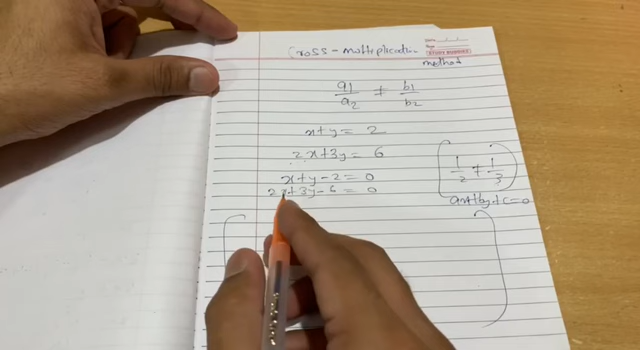 Cross-multiplication
method
a1/a2 ≠ b1/b2
x+y = 2
2x+3y = 6
x+y-2 = 0
2x+3y-6 = 0
1/2 ≠ 1/3
ax+by+c=0